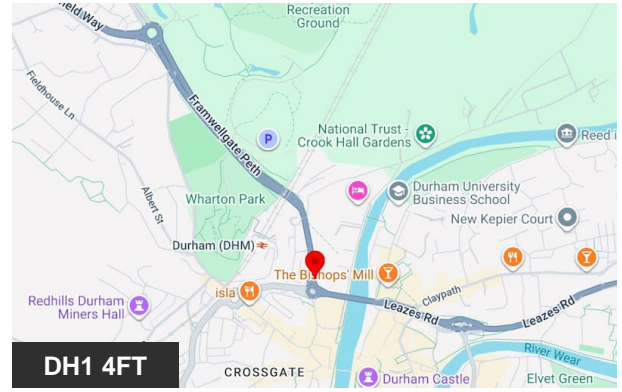 Recreation
Ground
field Way
Fieldhouse Ln
Framwellgate Peth
P
National Trust -
Crook Hall Gardens
Reed i
Albert St
Wharton Park
Durham University
Business School
New Kepier Court
Durham (DHM)
The Bishops' Mill
isla
Claypath
Redhills Durham
Miners Hall
Leazes Rd
Leazes Rd
River Wear
CROSSGATE
Durham Castle
Elvet Green
DH1 4FT